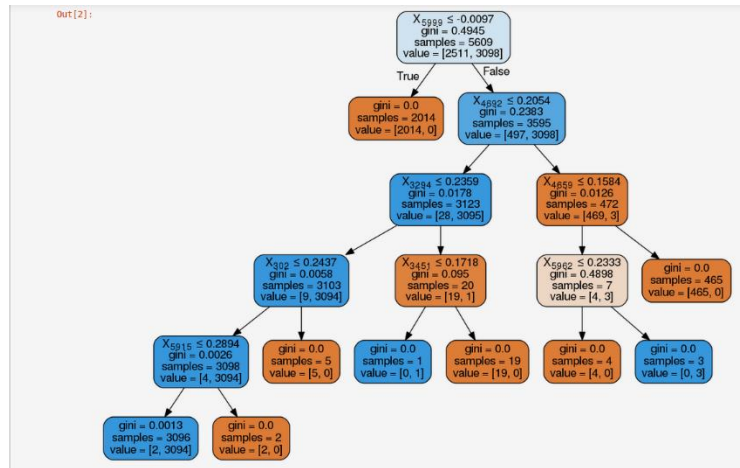 Out[2]:
X5999 ≤ -0.0097
gini = 0.4945
samples = 5609
value = [2511, 3098]
True
False
gini = 0.0
samples = 2014
value = [2014, 0]
X4692 ≤ 0.2054
gini = 0.2383
samples = 3595
value = [497, 3098]
X3294 ≤ 0.2359
gini = 0.0178
samples = 3123
value = [28, 3095]
X4659 ≤ 0.1584
gini = 0.0126
samples = 472
value = [469, 3]
X302 ≤ 0.2437
gini = 0.0058
samples = 3103
value = [9, 3094]
X3451 ≤ 0.1718
gini = 0.095
samples = 20
value = [19, 1]
X5962 ≤ 0.2333
gini = 0.4898
samples = 7
value = [4, 3]
gini = 0.0
samples = 465
value = [465, 0]
X5915 ≤ 0.2894
gini = 0.0026
samples = 3098
value = [4, 3094]
gini = 0.0
samples = 5
value = [5, 0]
gini = 0.0
samples = 1
value = [0, 1]
gini = 0.0
samples = 19
value = [19, 0]
gini = 0.0
samples = 4
value = [4, 0]
gini = 0.0
samples = 3
value = [0, 3]
gini = 0.0013
samples = 3096
value = [2, 3094]
gini = 0.0
samples = 2
value = [2, 0]